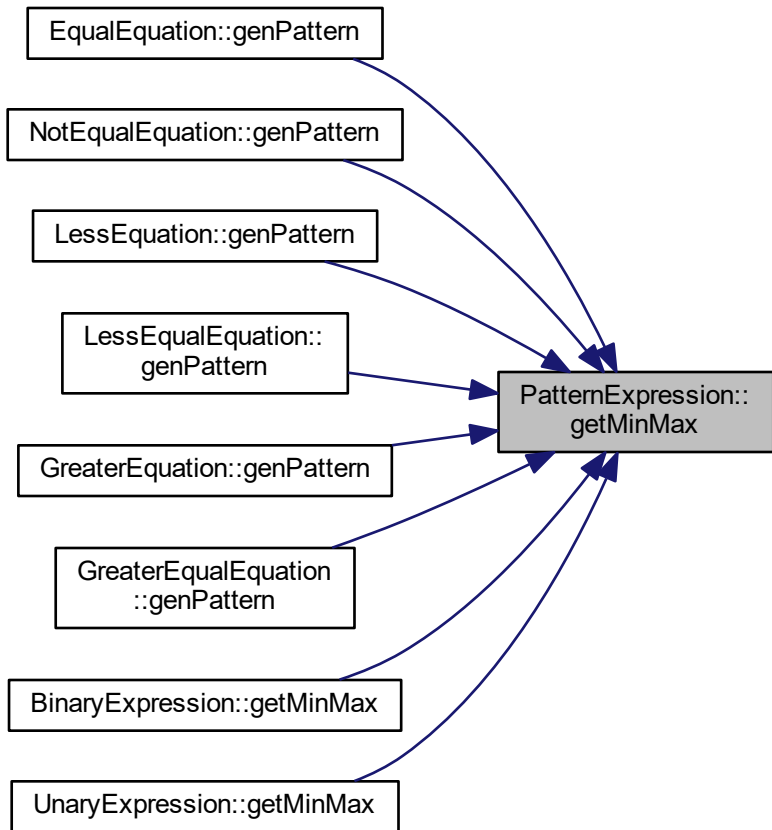 EqualEquation::genPattern
NotEqualEquation::genPattern
LessEquation::genPattern
LessEqualEquation::
genPattern
PatternExpression::
getMinMax
GreaterEquation::genPattern
GreaterEqualEquation
::genPattern
BinaryExpression::getMinMax
UnaryExpression::getMinMax